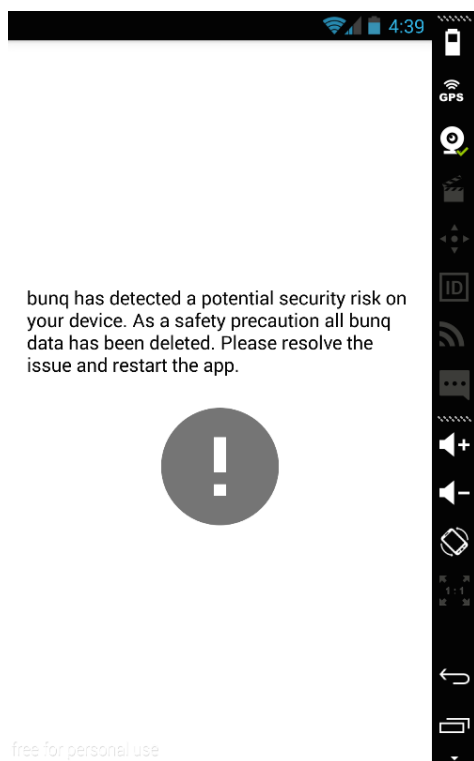 4:39
GPS
ID
bunq has detected a potential security risk on
your device. As a safety precaution all bunq
data has been deleted. Please resolve the
issue and restart the app.
!
1:1
free for personal use